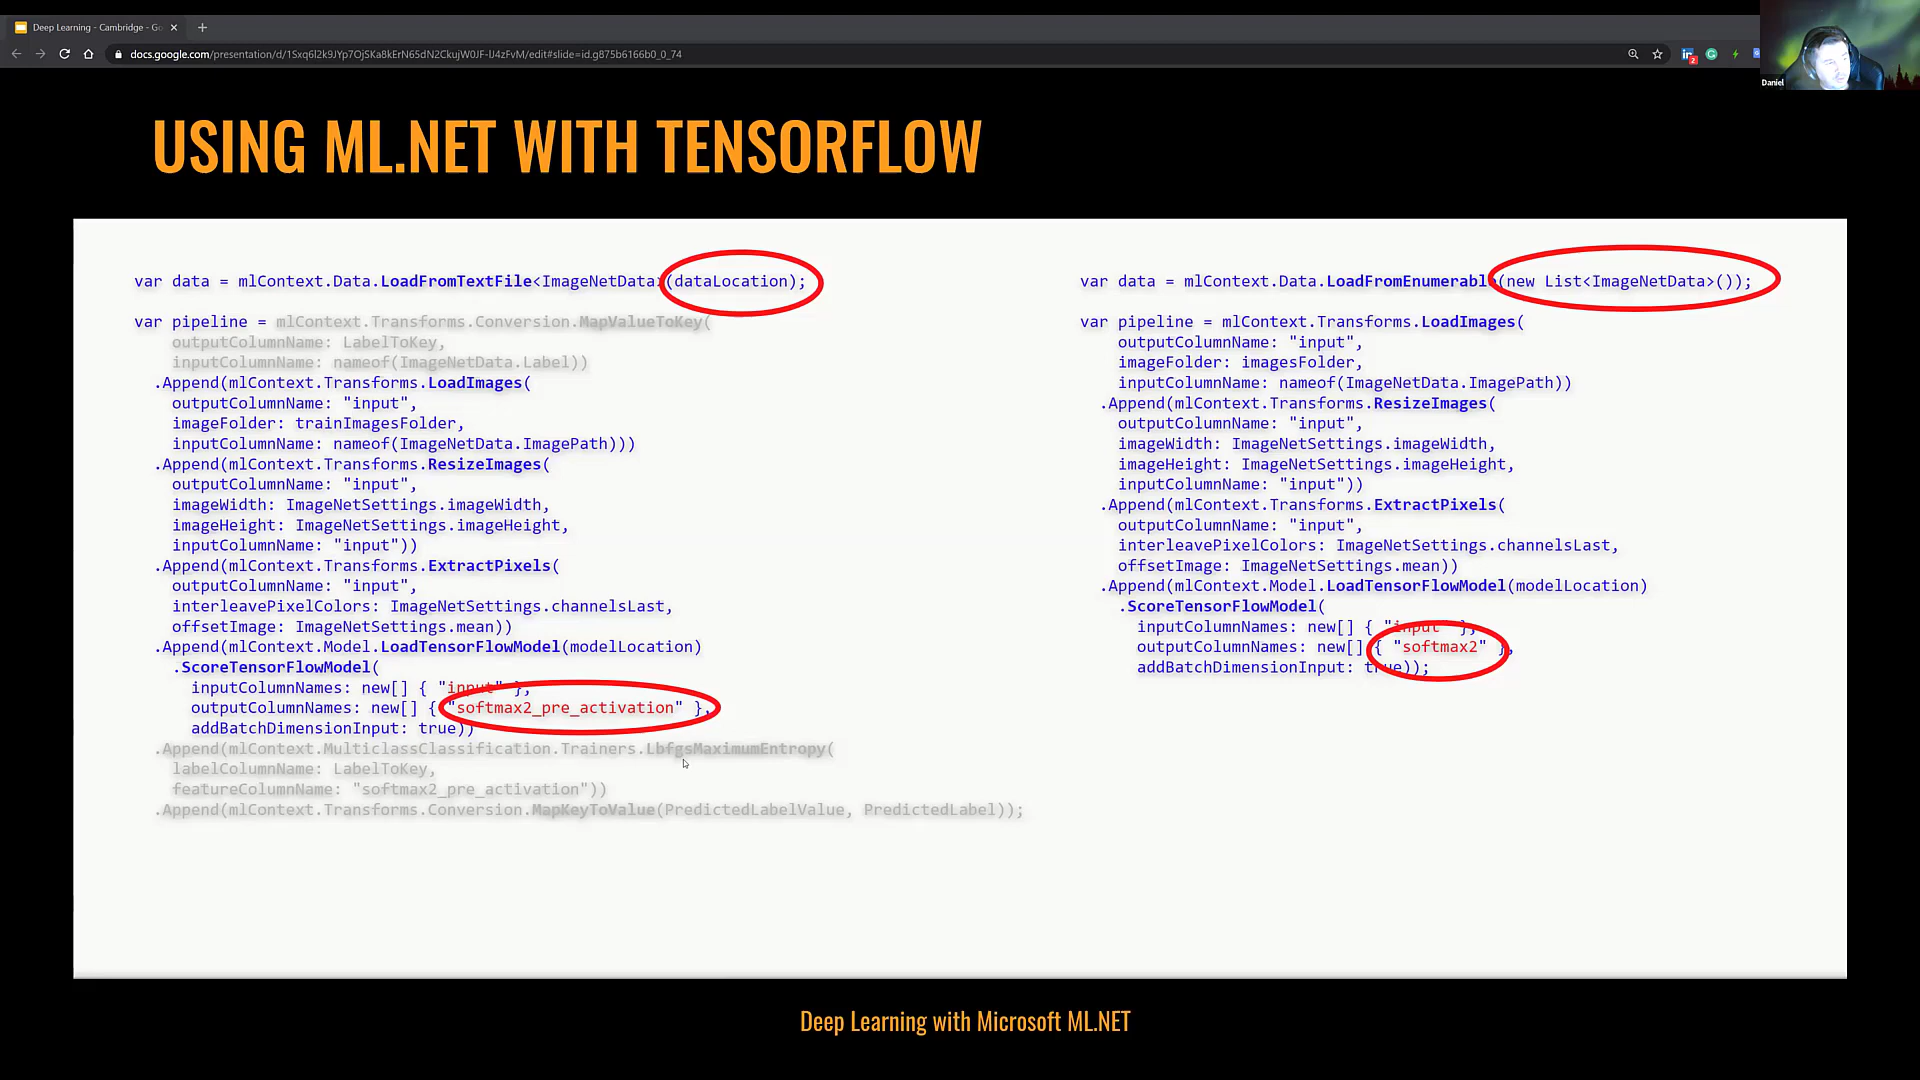 Deep Learning - Cambridge - Go
docs.google.com/presentation/d/1Sxq6l2k9JYp7OjSKa8kErN65dN2CkujW0JF-lJ4zFvM/edit#slide=id.g875b6166b0_0_74
2
Daniel
USING ML.NET WITH TENSORFLOW
var data = mlContext.Data.LoadFromTextFile<ImageNetData>(dataLocation);
var pipeline = mlContext.Transforms.Conversion.MapValueToKey(
outputColumnName: LabelToKey,
inputColumnName: nameof(ImageNetData.Label))
.Append(mlContext.Transforms.LoadImages(
outputColumnName: "input",
imageFolder: trainImagesFolder,
inputColumnName: nameof(ImageNetData.ImagePath)))
.Append(mlContext.Transforms.ResizeImages(
outputColumnName: "input",
imageWidth: ImageNetSettings.imageWidth,
imageHeight: ImageNetSettings.imageHeight,
inputColumnName: "input"))
.Append(mlContext.Transforms.ExtractPixels(
outputColumnName: "input",
interleavePixelColors: ImageNetSettings.channelsLast,
offsetImage: ImageNetSettings.mean))
.Append(mlContext.Model.LoadTensorFlowModel(modelLocation)
.ScoreTensorFlowModel(
inputColumnNames: new[] { "input" },
outputColumnNames: new[] { "softmax2_pre_activation" },
addBatchDimensionInput: true))
.Append(mlContext.MulticlassClassification.Trainers.LbfgsMaximumEntropy(
labelColumnName: LabelToKey,
featureColumnName: "softmax2_pre_activation"))
.Append(mlContext.Transforms.Conversion.MapKeyToValue(PredictedLabelValue, PredictedLabel));
var data = mlContext.Data.LoadFromEnumerable(new List<ImageNetData>());
var pipeline = mlContext.Transforms.LoadImages(
outputColumnName: "input",
imageFolder: imagesFolder,
inputColumnName: nameof(ImageNetData.ImagePath))
.Append(mlContext.Transforms.ResizeImages(
outputColumnName: "input",
imageWidth: ImageNetSettings.imageWidth,
imageHeight: ImageNetSettings.imageHeight,
inputColumnName: "input"))
.Append(mlContext.Transforms.ExtractPixels(
outputColumnName: "input",
interleavePixelColors: ImageNetSettings.channelsLast,
offsetImage: ImageNetSettings.mean))
.Append(mlContext.Model.LoadTensorFlowModel(modelLocation)
.ScoreTensorFlowModel(
inputColumnNames: new[] { "input" },
outputColumnNames: new[] { "softmax2" },
addBatchDimensionInput: true));
Deep Learning with Microsoft ML.NET